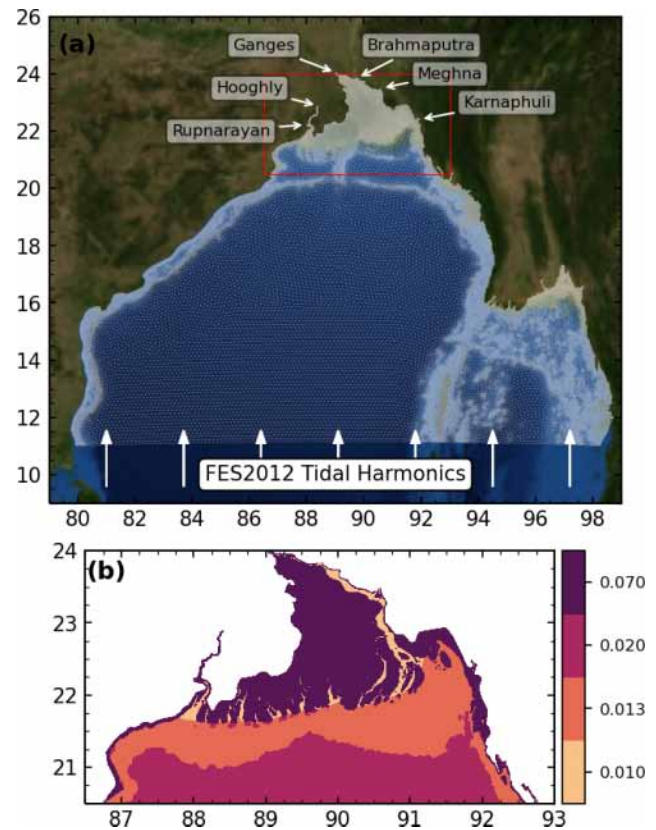 26
(a)
Ganges
Brahmaputra
24
Meghna
Hooghly
Karnaphuli
22
Rupnarayan
20
18
16
14
12
10
FES2012 Tidal Harmonics
80 82 84 86 88 90 92 94 96 98
24
(b)
0.070
23
0.020
22
0.013
21
0.010
87 88 89 90 91 92 93